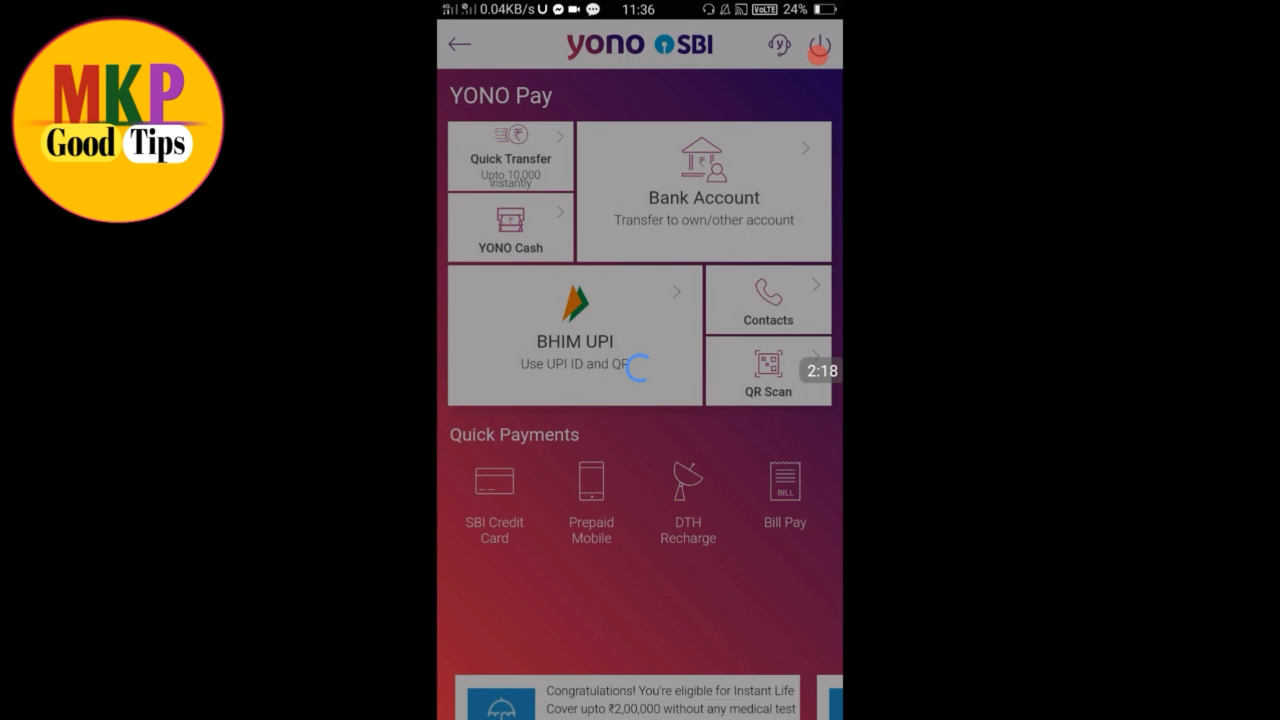 MKP
Good Tips
0.04KB/s
11:36
VoLTE
24%
yono SBI
YONO Pay
Quick Transfer
Upto 10,000
instantly
Bank Account
Transfer to own/other account
YONO Cash
BHIM UPI
Use UPI ID and QR
Contacts
2:18
QR Scan
Quick Payments
SBI Credit
Card
Prepaid
Mobile
DTH
Recharge
BILL
Bill Pay
Congratulations! You're eligible for Instant Life
Cover upto ₹2,00,000 without any medical test